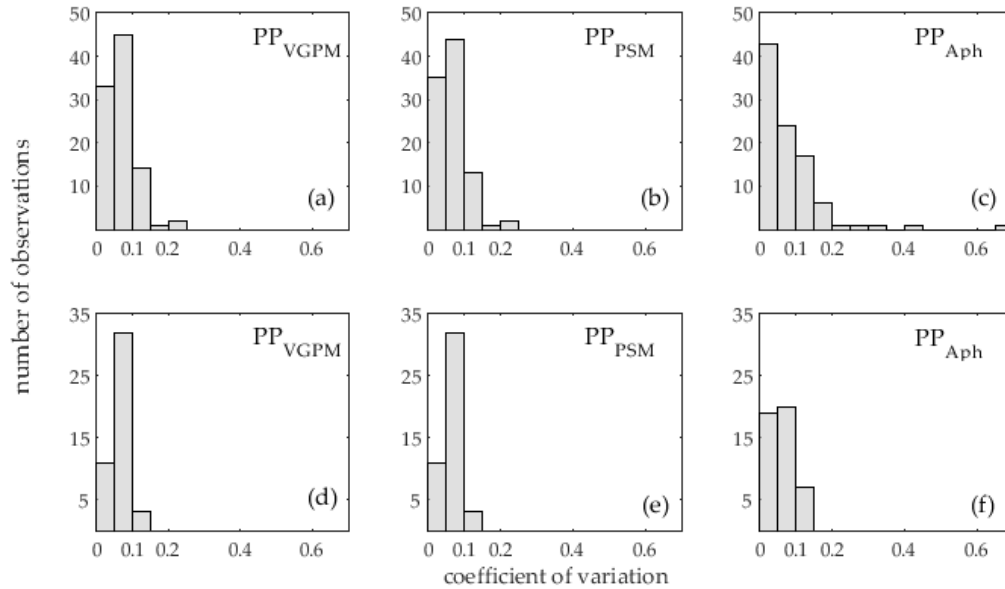 50 PP_VGPM 50 PP_PSM 50 PP_Aph
40 40 40
30 30 30
20 20 20
10 (a) 10 (b) 10 (c)
0 0.1 0.2 0.4 0.6 0 0.1 0.2 0.4 0.6 0 0.1 0.2 0.4 0.6
number of observations
35 PP_VGPM 35 PP_PSM 35 PP_Aph
25 25 25
15 15 15
5 (d) 5 (e) 5 (f)
0 0.1 0.2 0.4 0.6 0 0.1 0.2 0.4 0.6 0 0.1 0.2 0.4 0.6
coefficient of variation